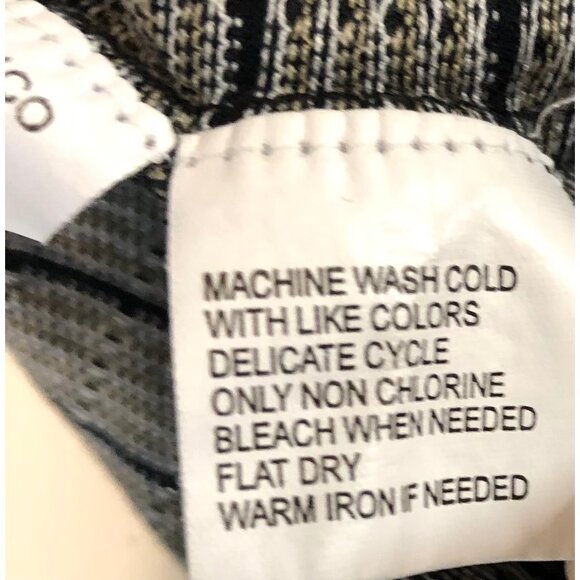 MACHINE WASH COLD
WITH LIKE COLORS
DELICATE CYCLE
ONLY NON CHLORINE
BLEACH WHEN NEEDED
FLAT DRY
WARM IRON IF NEEDED